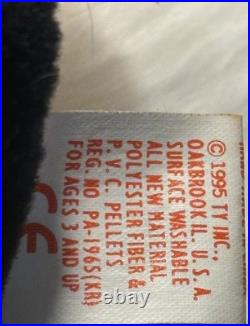 © 1995 TY INC.,
OAKBROOK IL. U.S.A.
SURFACE WASHABLE
ALL NEW MATERIAL
POLYESTER FIBER &
P.V.C. PELLETS
REG. NO PA-1965(KR)
FOR AGES 3 AND UP
CE